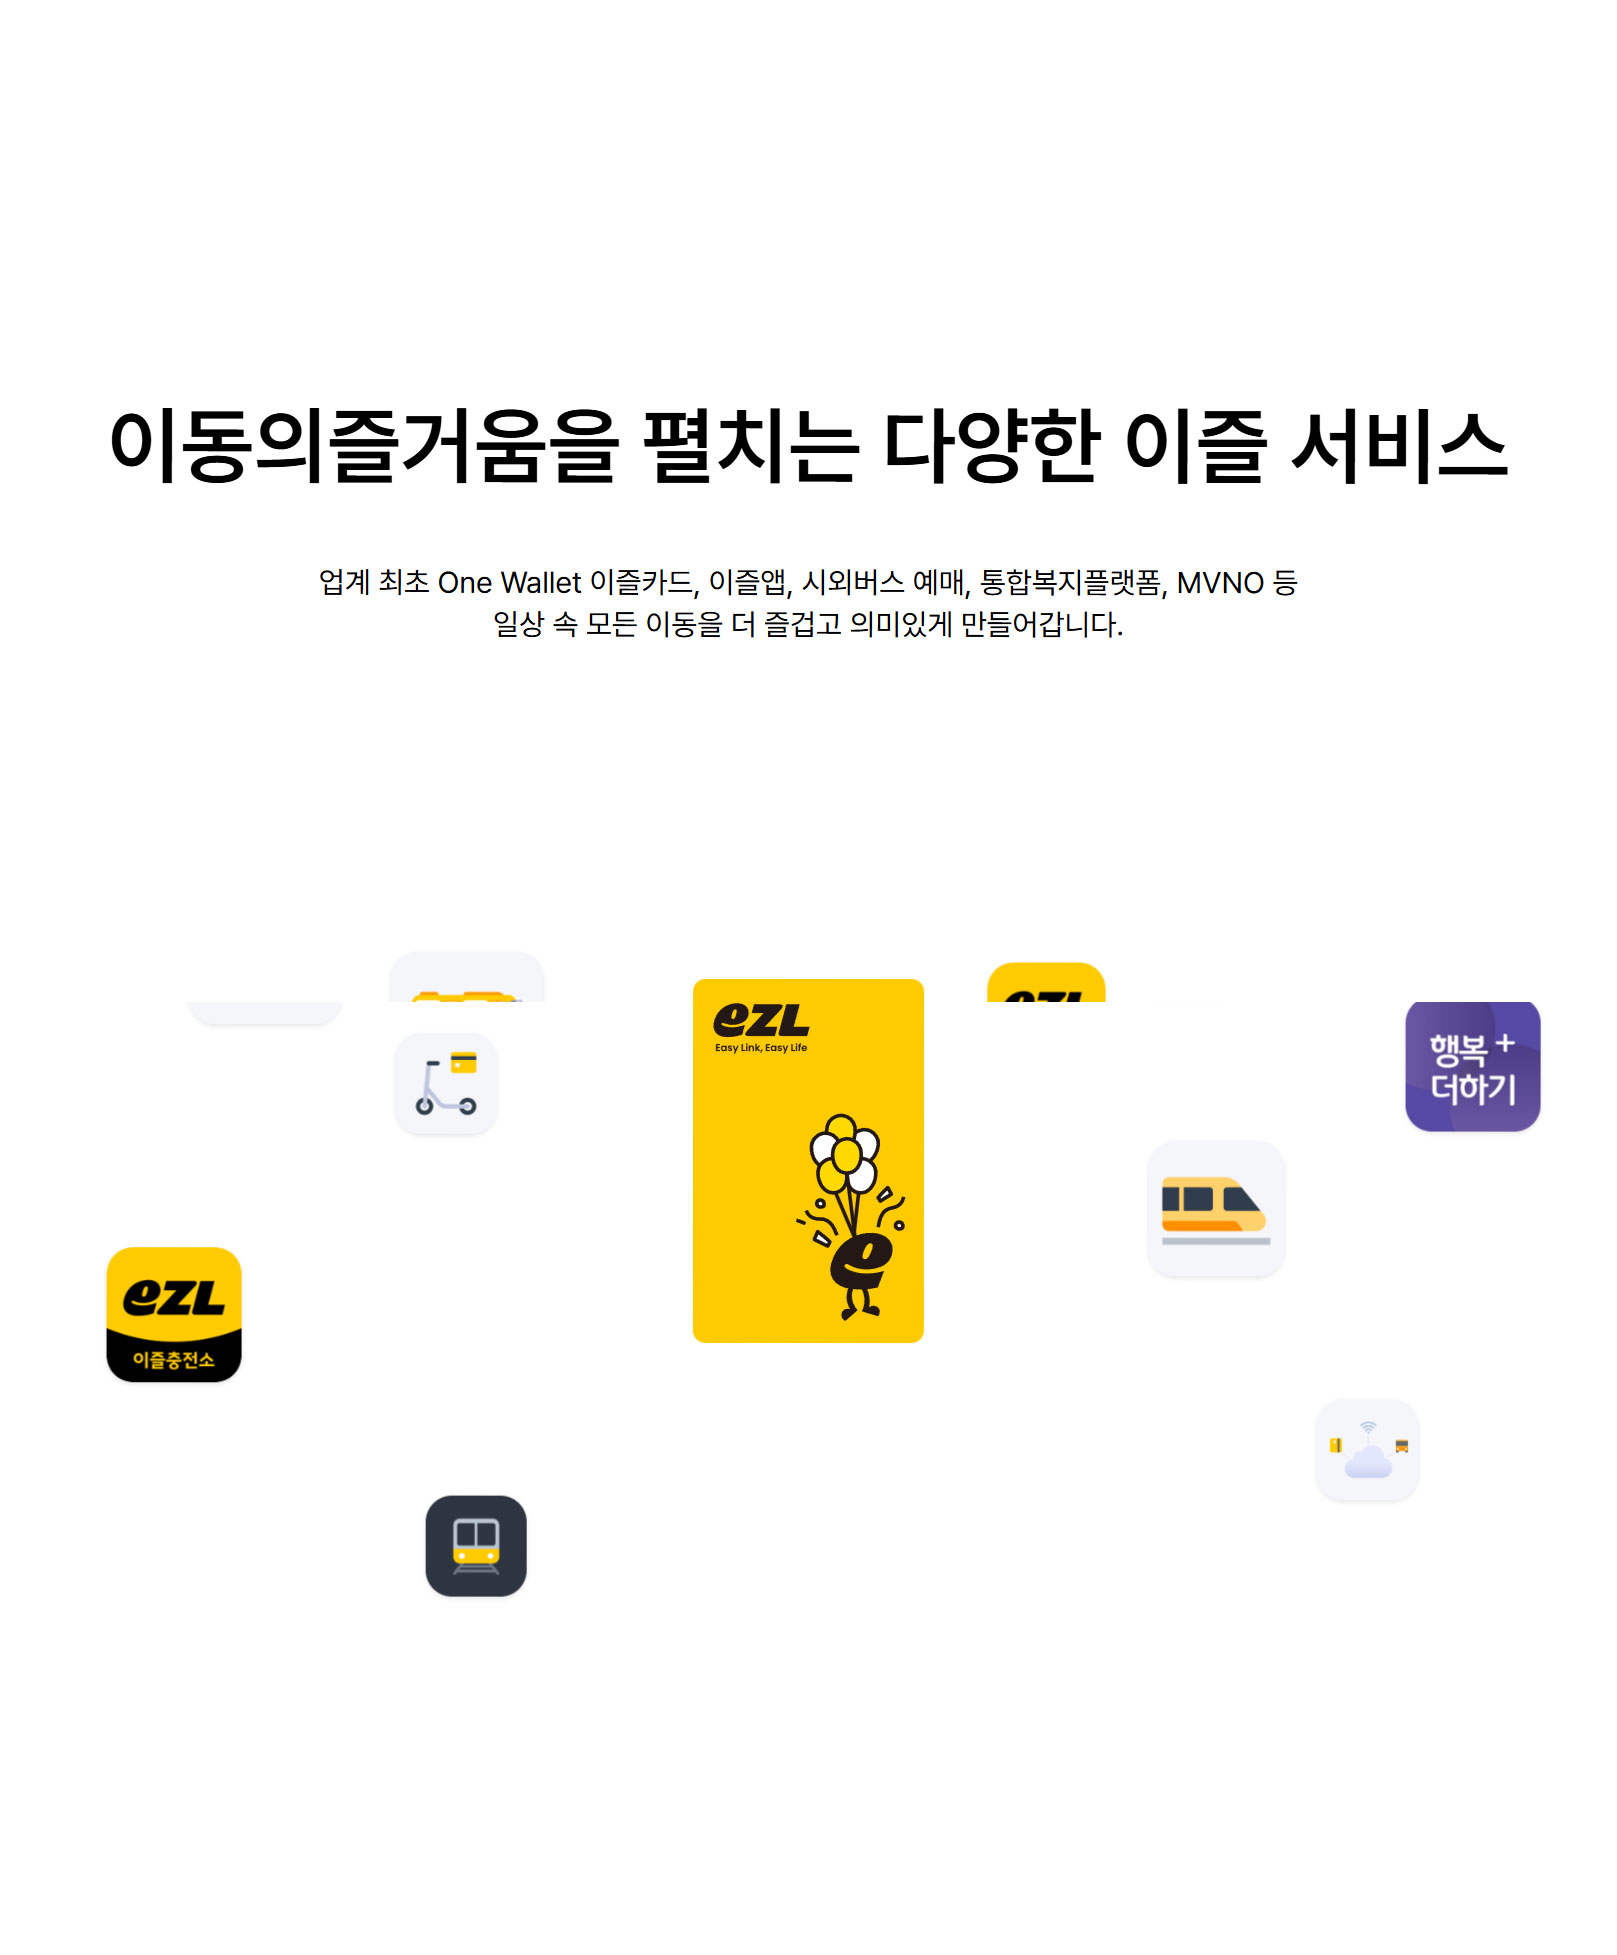 이동의즐거움을 펼치는 다양한 이즐 서비스
업계 최초 One Wallet 이즐카드, 이즐앱, 시외버스 예매, 통합복지플랫폼, MVNO 등
일상 속 모든 이동을 더 즐겁고 의미있게 만들어갑니다.
eZL
eZL
Easy Link, Easy Life
행복+
더하기
eZL
이즐충전소